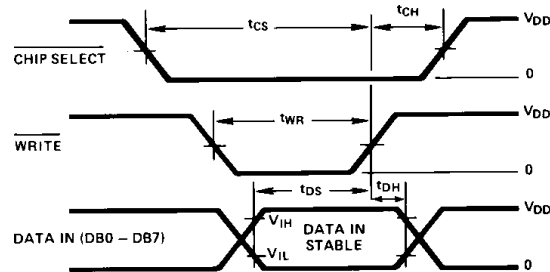 tCS
tCH
VDD
CHIP SELECT
0
tWR
VDD
WRITE
0
tDS
tDH
VDD
VIH
DATA IN
DATA IN (DB0 – DB7)
STABLE
VIL
0